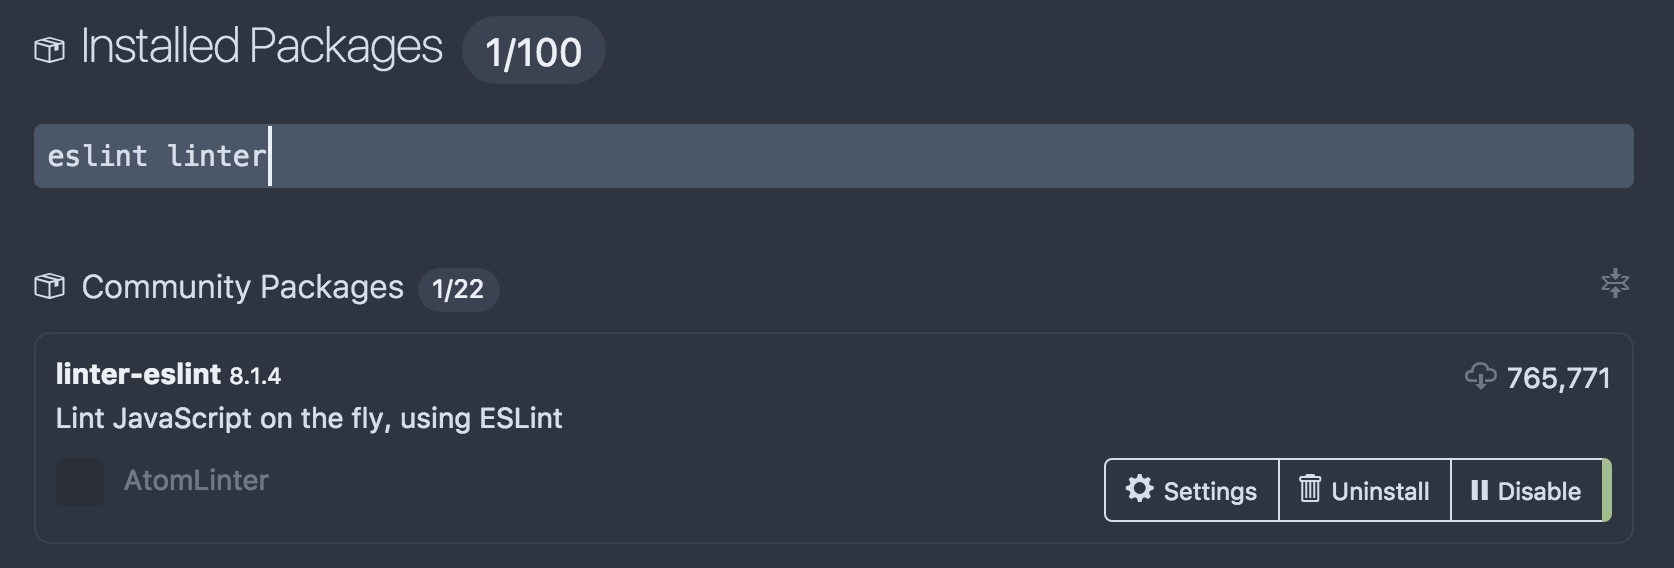 Installed Packages 1/100
eslint linter
Community Packages 1/22
linter-eslint 8.1.4 765,771
Lint JavaScript on the fly, using ESLint
AtomLinter Settings Uninstall Disable